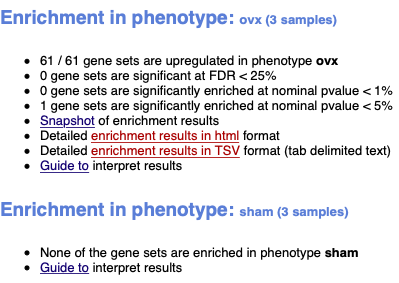 Enrichment in phenotype: ovx (3 samples)
61 / 61 gene sets are upregulated in phenotype ovx
0 gene sets are significant at FDR < 25%
0 gene sets are significantly enriched at nominal pvalue < 1%
1 gene sets are significantly enriched at nominal pvalue < 5%
Snapshot of enrichment results
Detailed enrichment results in html format
Detailed enrichment results in TSV format (tab delimited text)
Guide to interpret results
Enrichment in phenotype: sham (3 samples)
None of the gene sets are enriched in phenotype sham
Guide to interpret results